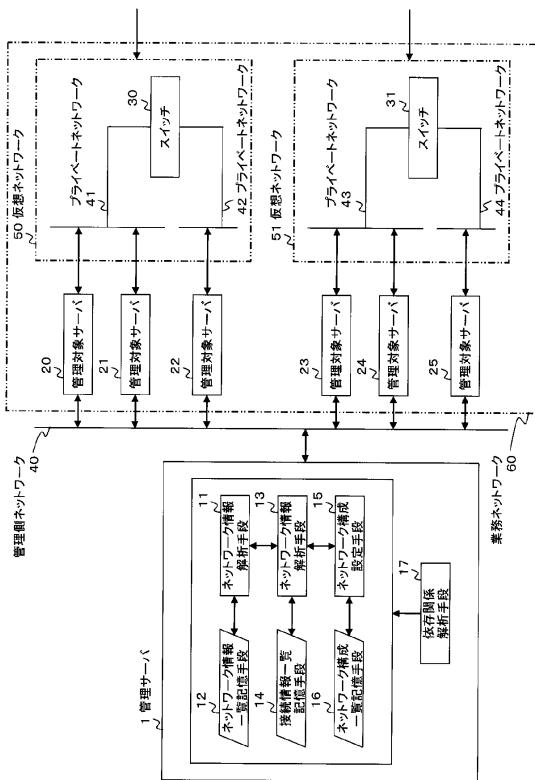 1 管理サーバ
12
ネットワーク情報
一覧記憶手段
11
ネットワーク情報
解析手段
14
接続情報一覧
記憶手段
13
ネットワーク情報
解析手段
16
ネットワーク構成
一覧記憶手段
15
ネットワーク構成
設定手段
17
依存関係
解析手段
管理側ネットワーク
40
業務ネットワーク
60
20
管理対象サーバ
21
管理対象サーバ
22
管理対象サーバ
23
管理対象サーバ
24
管理対象サーバ
25
管理対象サーバ
50 仮想ネットワーク
プライベートネットワーク
41
30
スイッチ
42 プライベートネットワーク
51 仮想ネットワーク
プライベートネットワーク
43
31
スイッチ
44 プライベートネットワーク